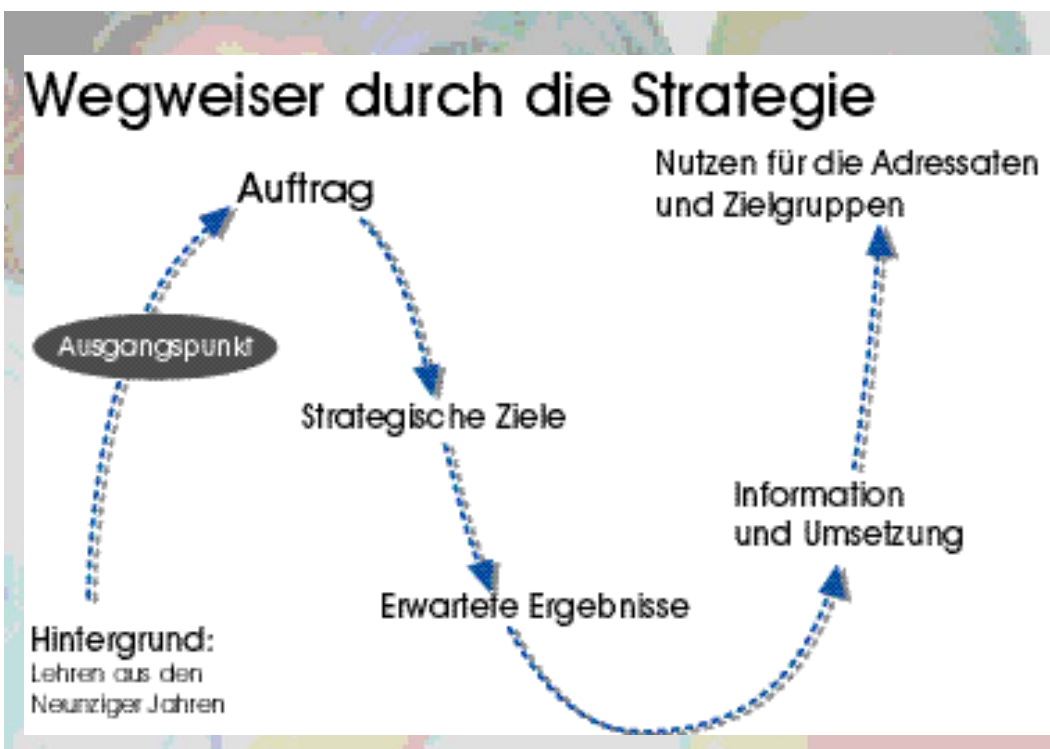 Wegweiser durch die Strategie
Nutzen für die Adressaten
und Zielgruppen
Auftrag
Ausgangspunkt
Strategische Ziele
Information
und Umsetzung
Erwartete Ergebnisse
Hintergrund:
Lehren aus den
Neunziger Jahren